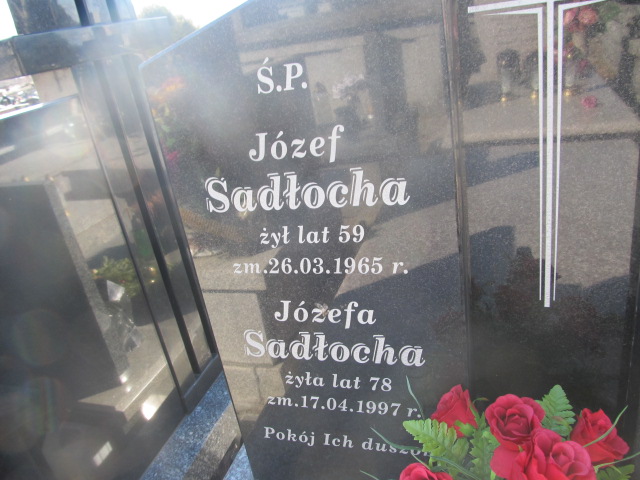 Ś.P.
Józef
Sadłocha
żył lat 59
zm.26.03.1965 r.
Józefa
Sadłocha
żyła lat 78
zm.17.04.1997 r.
Pokój Ich duszom